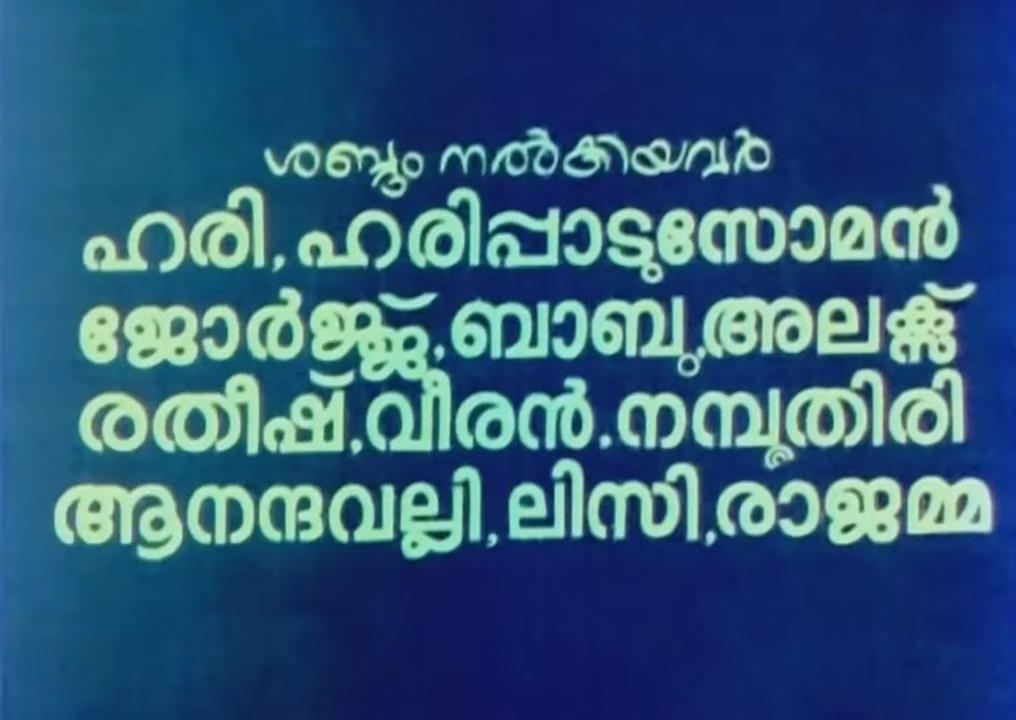 ശബ്ദം നൽകിയവർ
ഹരി, ഹരിപ്പാടുസോമൻ
ജോർജ്ജ്, ബാബു, അലക്സ്
രതീഷ്, വീരൻ, നമ്പൂതിരി
ആനന്ദവല്ലി, ലിസി, രാജമ്മ